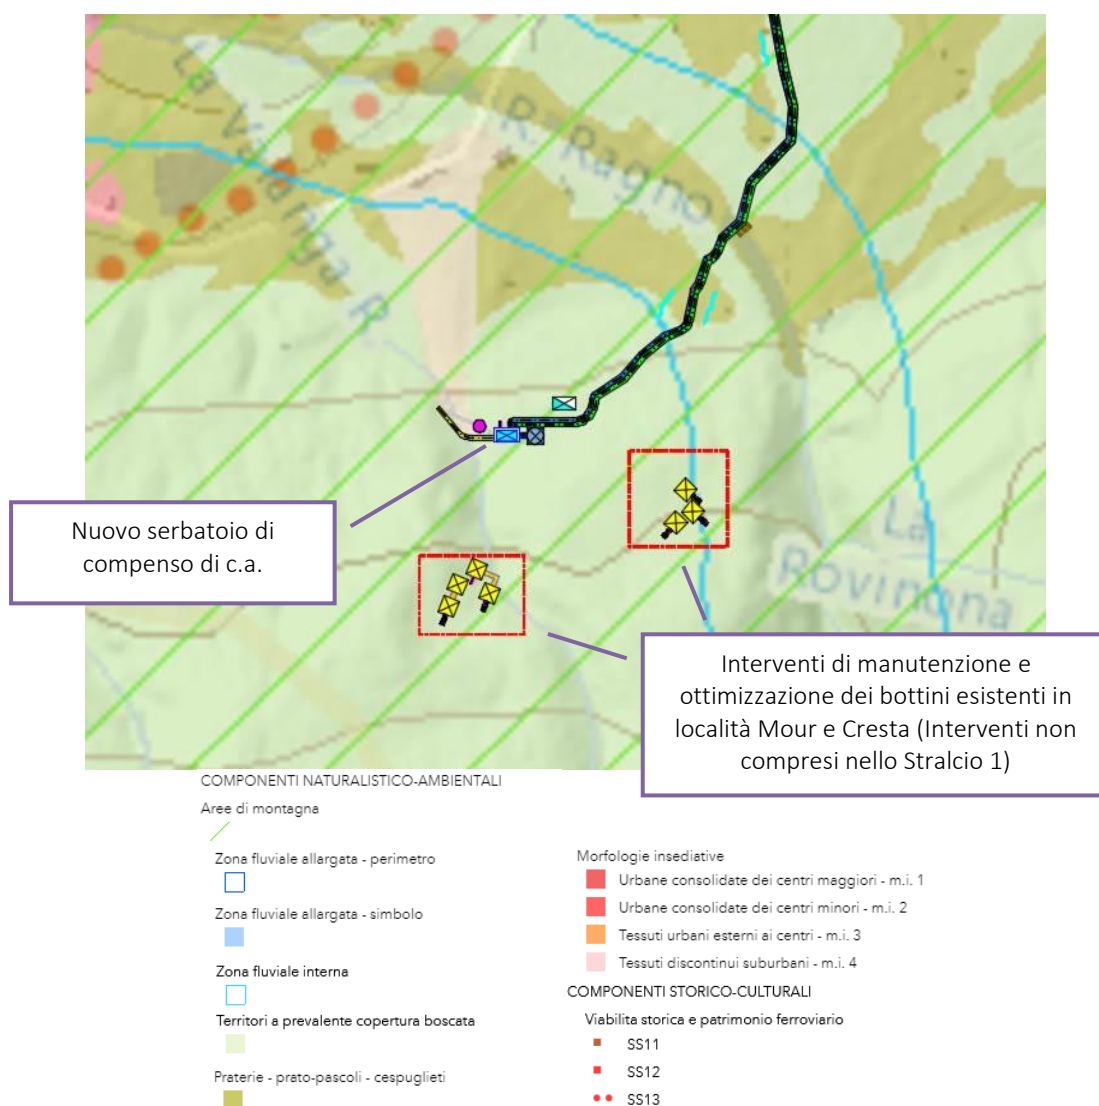 La Valanga R.
R. Ragno
La
Rovinona
Nuovo serbatoio di
compenso di c.a.
Interventi di manutenzione e
ottimizzazione dei bottini esistenti in
località Mour e Cresta (Interventi non
compresi nello Stralcio 1)
COMPONENTI NATURALISTICO-AMBIENTALI
Aree di montagna
Zona fluviale allargata - perimetro
Zona fluviale allargata - simbolo
Zona fluviale interna
Territori a prevalente copertura boscata
Praterie - prato-pascoli - cespuglieti
Morfologie insediative
Urbane consolidate dei centri maggiori - m.i. 1
Urbane consolidate dei centri minori - m.i. 2
Tessuti urbani esterni ai centri - m.i. 3
Tessuti discontinui suburbani - m.i. 4
COMPONENTI STORICO-CULTURALI
Viabilita storica e patrimonio ferroviario
SS11
SS12
SS13